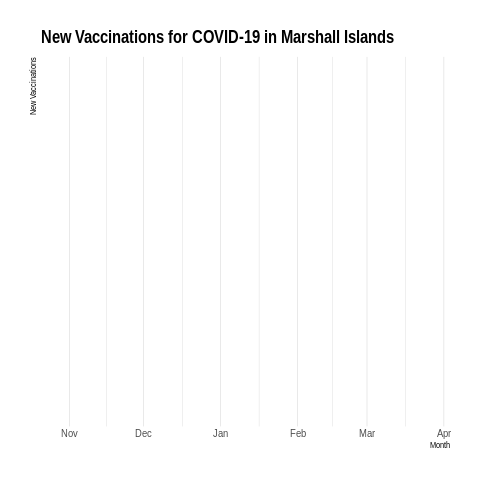 New Vaccinations for COVID-19 in Marshall Islands
New Vaccinations
Nov Dec Jan Feb Mar Apr
Month